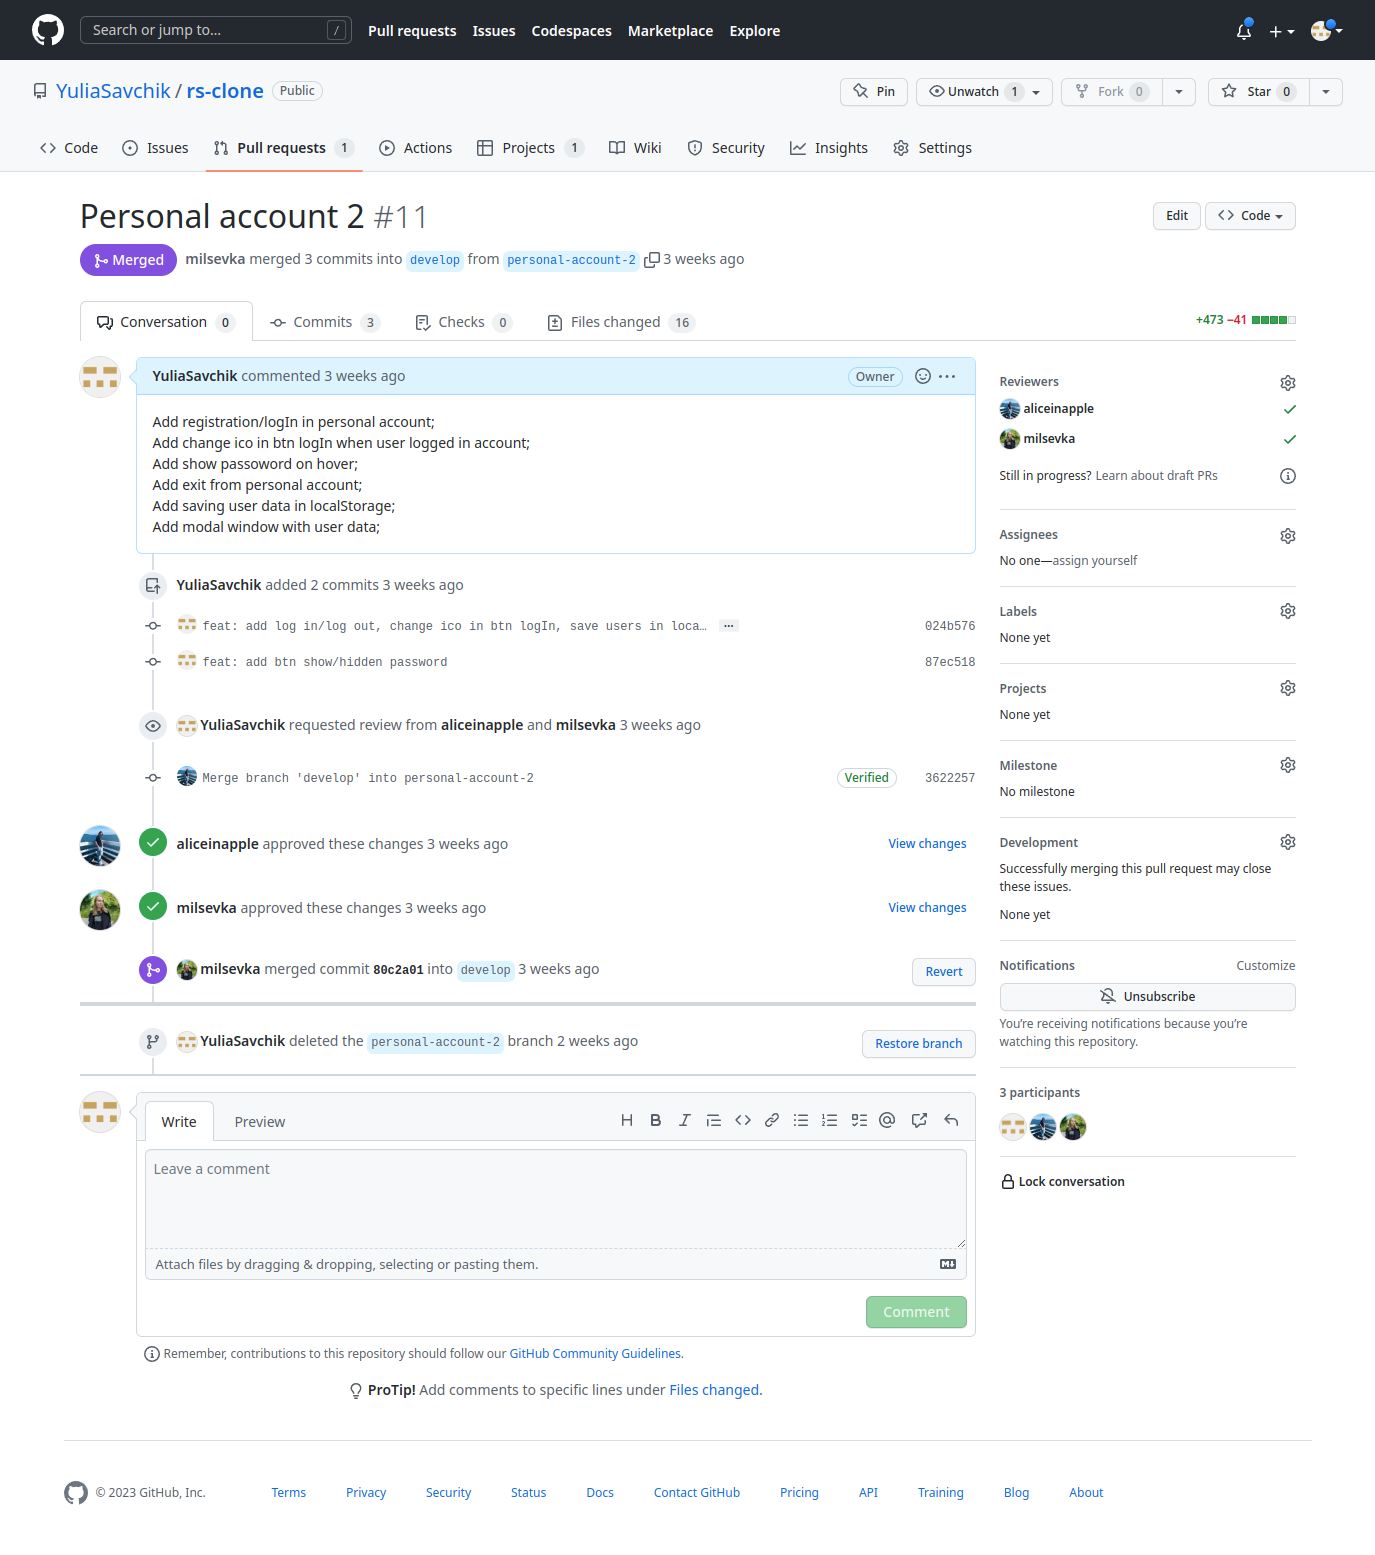 Search or jump to... /
Pull requests Issues Codespaces Marketplace Explore
YuliaSavchik / rs-clone Public
Pin Unwatch 1 Fork 0 Star 0
Code Issues Pull requests 1 Actions Projects 1 Wiki Security Insights Settings
Personal account 2 #11
Edit Code
Merged milsevka merged 3 commits into develop from personal-account-2 3 weeks ago
Conversation 0 Commits 3 Checks 0 Files changed 16
+473 −41
YuliaSavchik commented 3 weeks ago Owner
Add registration/logIn in personal account;
Add change ico in btn logIn when user logged in account;
Add show passoword on hover;
Add exit from personal account;
Add saving user data in localStorage;
Add modal window with user data;
YuliaSavchik added 2 commits 3 weeks ago
feat: add log in/log out, change ico in btn logIn, save users in loca… … 024b576
feat: add btn show/hidden password 87ec518
YuliaSavchik requested review from aliceinapple and milsevka 3 weeks ago
Merge branch 'develop' into personal-account-2 Verified 3622257
aliceinapple approved these changes 3 weeks ago View changes
milsevka approved these changes 3 weeks ago View changes
milsevka merged commit 80c2a01 into develop 3 weeks ago Revert
YuliaSavchik deleted the personal-account-2 branch 2 weeks ago Restore branch
Write Preview
Leave a comment
Attach files by dragging & dropping, selecting or pasting them.
Comment
Remember, contributions to this repository should follow our GitHub Community Guidelines.
ProTip! Add comments to specific lines under Files changed.
Reviewers
aliceinapple
milsevka
Still in progress? Learn about draft PRs
Assignees
No one—assign yourself
Labels
None yet
Projects
None yet
Milestone
No milestone
Development
Successfully merging this pull request may close
these issues.
None yet
Notifications Customize
Unsubscribe
You’re receiving notifications because you’re
watching this repository.
3 participants
Lock conversation
© 2023 GitHub, Inc. Terms Privacy Security Status Docs Contact GitHub Pricing API Training Blog About